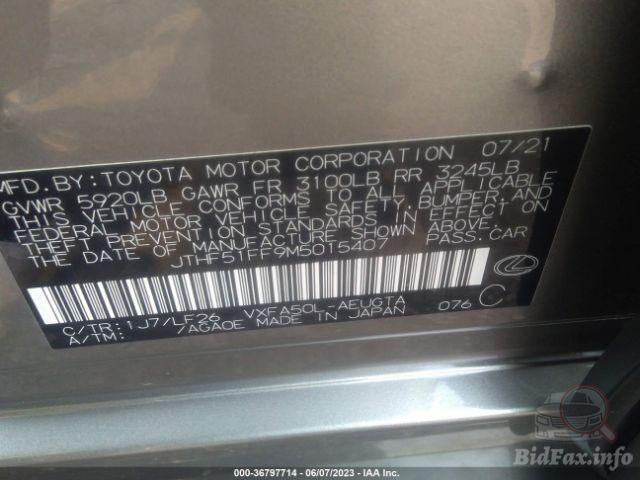 MFD. BY: TOYOTA MOTOR CORPORATION 07/21
GVWR 5920LB GAWR FR 3100LB RR 3245LB
THIS VEHICLE CONFORMS TO ALL APPLICABLE
FEDERAL MOTOR VEHICLE SAFETY, BUMPER, AND
THEFT PREVENTION STANDARDS IN EFFECT ON
THE DATE OF MANUFACTURE SHOWN ABOVE.
JTHF51FF9M5015407 PASS. CAR
C/TR: 1J7/LF26 VXFA50L-AEUGTA
A/TM: /AGA0E MADE IN JAPAN 076 C
000-36797714 - 06/07/2023 - IAA Inc.
BidFax.info